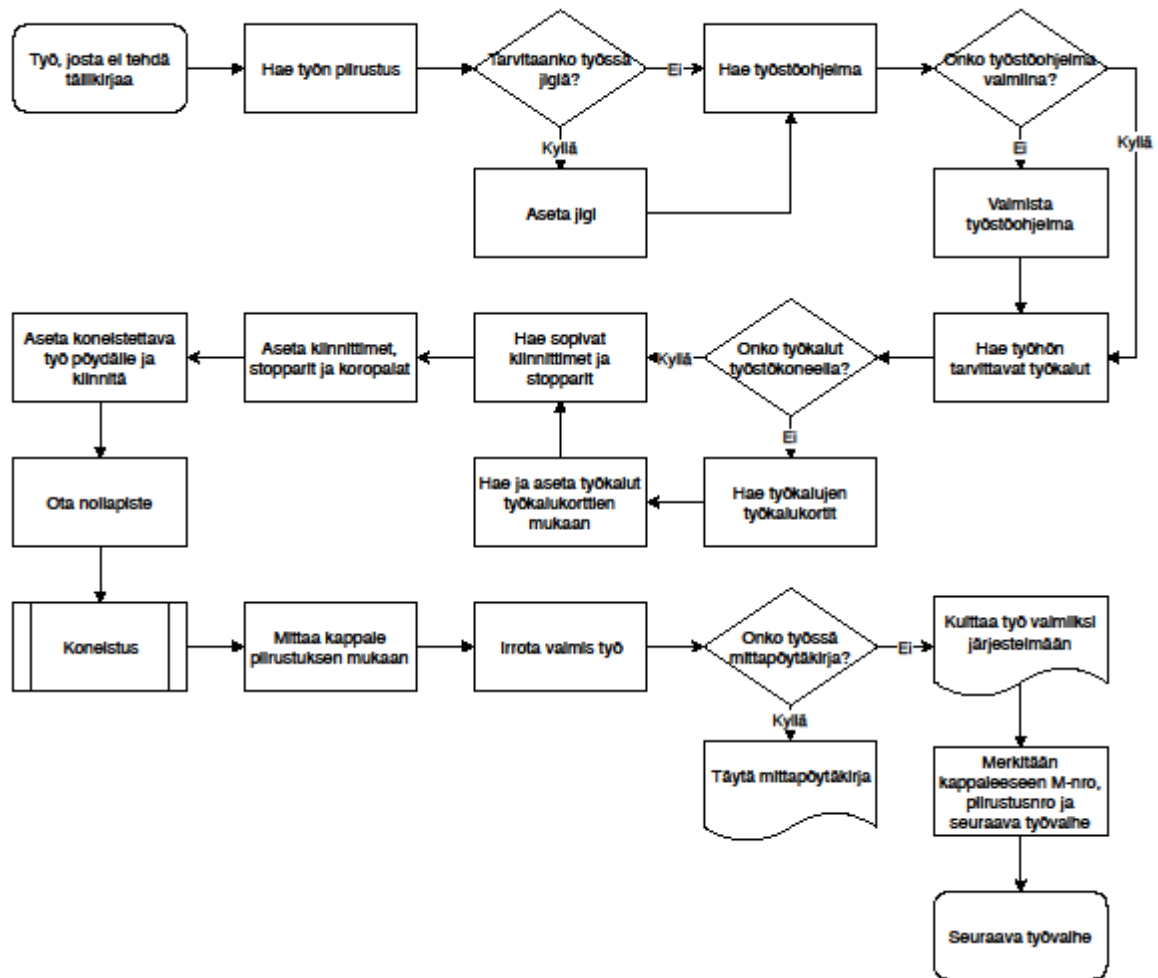 Työ, josta ei tehdä
tällikirjaa
Hae työn piirustus
Tarvitaanko työssä
jigiä?
Ei
Hae työstöohjelma
Onko työstöohjelma
valmiina?
Kyllä
Kyllä
Ei
Aseta jigi
Valmista
työstöohjelma
Aseta koneistettava
työ pöydälle ja
kiinnitä
Aseta kiinnittimet,
stopparit ja koropalat
Hae sopivat
kiinnittimet ja
stopparit
Kyllä
Onko työkalut
työstökoneella?
Hae työhön
tarvittavat työkalut
Ei
Ota nollapiste
Hae ja aseta työkalut
työkalukorttien
mukaan
Hae työkalujen
työkalukortit
Koneistus
Mittaa kappale
piirustuksen mukaan
Irrota valmis työ
Onko työssä
mittapöytäkirja?
Ei
Kuittaa työ valmiiksi
järjestelmään
Kyllä
Täytä mittapöytäkirja
Merkitään
kappaleeseen M-nro,
piirustusnro ja
seuraava työvaihe
Seuraava työvaihe